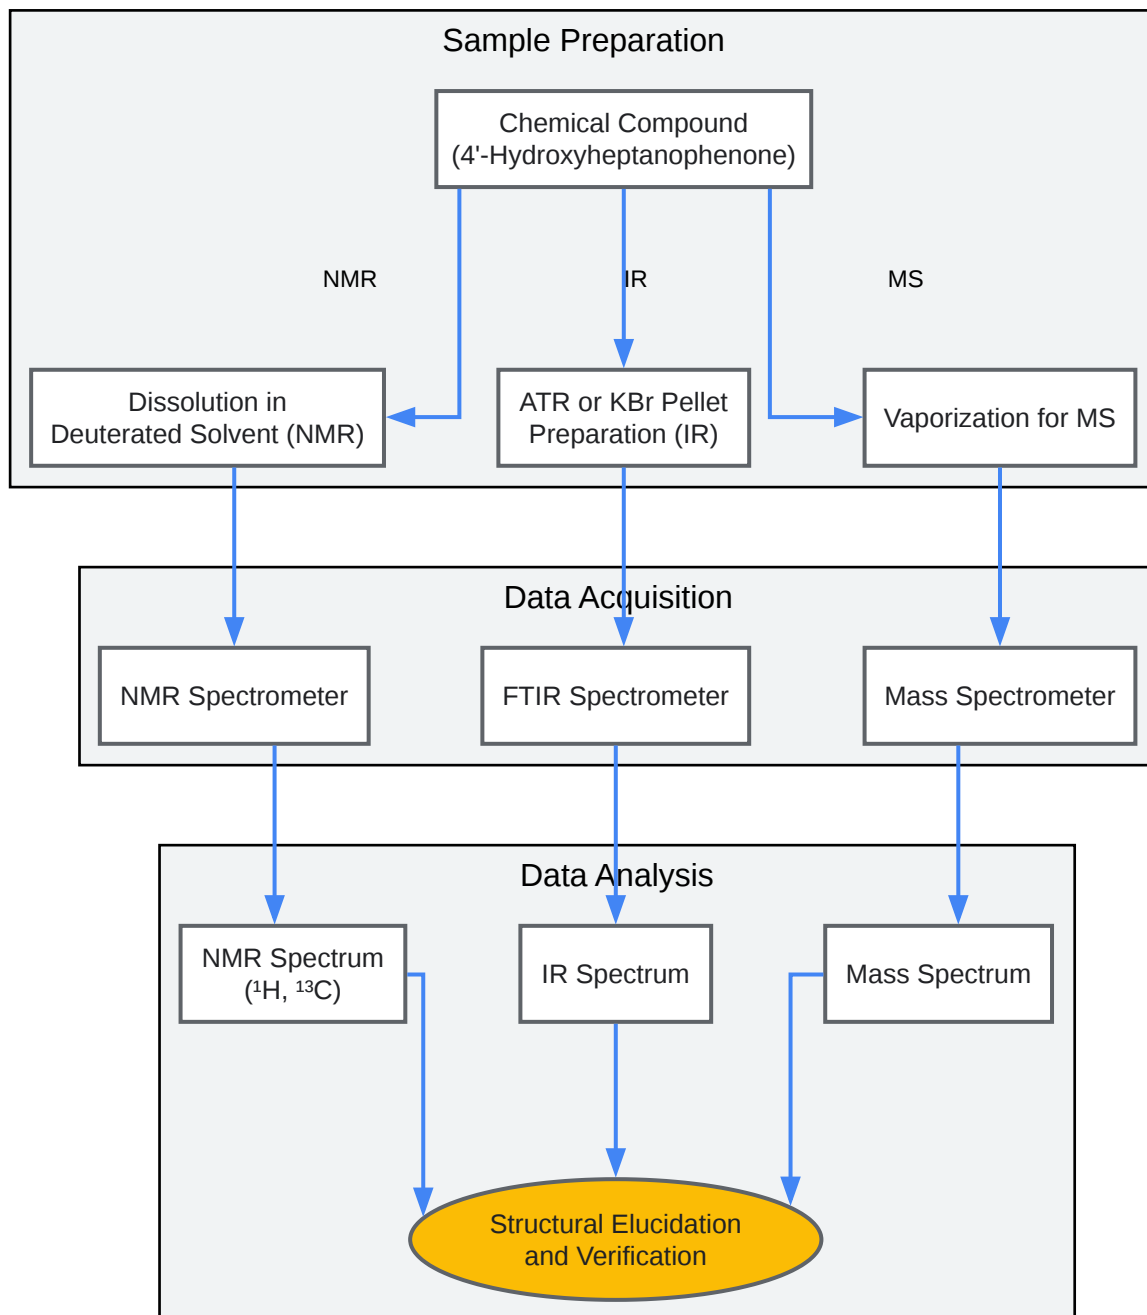 Sample Preparation
Chemical Compound
(4'-Hydroxyheptanophenone)
NMR
IR
MS
Dissolution in
Deuterated Solvent (NMR)
ATR or KBr Pellet
Preparation (IR)
Vaporization for MS
Data Acquisition
NMR Spectrometer
FTIR Spectrometer
Mass Spectrometer
Data Analysis
NMR Spectrum
(¹H, ¹³C)
IR Spectrum
Mass Spectrum
Structural Elucidation
and Verification